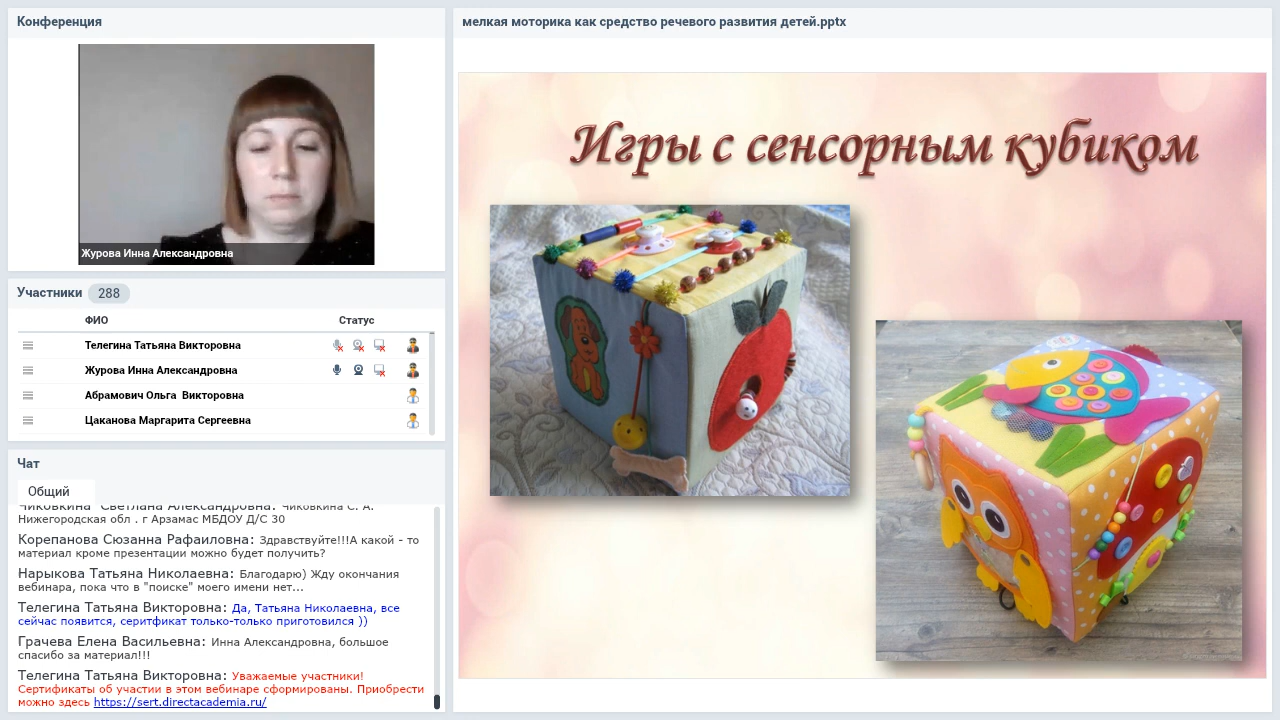 Конференция
Журова Инна Александровна
Участники 288
ФИО Статус
Телегина Татьяна Викторовна
Журова Инна Александровна
Абрамович Ольга Викторовна
Цаканова Маргарита Сергеевна
Чат
Общий
Чиковкина Светлана Александровна: Чиковкина С. А.
Нижегородская обл . г Арзамас МБДОУ Д/С 30
Корепанова Сюзанна Рафаиловна: Здравствуйте!!!А какой - то
материал кроме презентации можно будет получить?
Нарыкова Татьяна Николаевна: Благодарю) Жду окончания
вебинара, пока что в "поиске" моего имени нет...
Телегина Татьяна Викторовна: Да, Татьяна Николаевна, все
сейчас появится, серитфикат только-только приготовился ))
Грачева Елена Васильевна: Инна Александровна, большое
спасибо за материал!!!
Телегина Татьяна Викторовна: Уважаемые участники!
Сертификаты об участии в этом вебинаре сформированы. Приобрести
можно здесь https://sert.directacademia.ru/
мелкая моторика как средство речевого развития детей.pptx
Игры с сенсорным кубиком